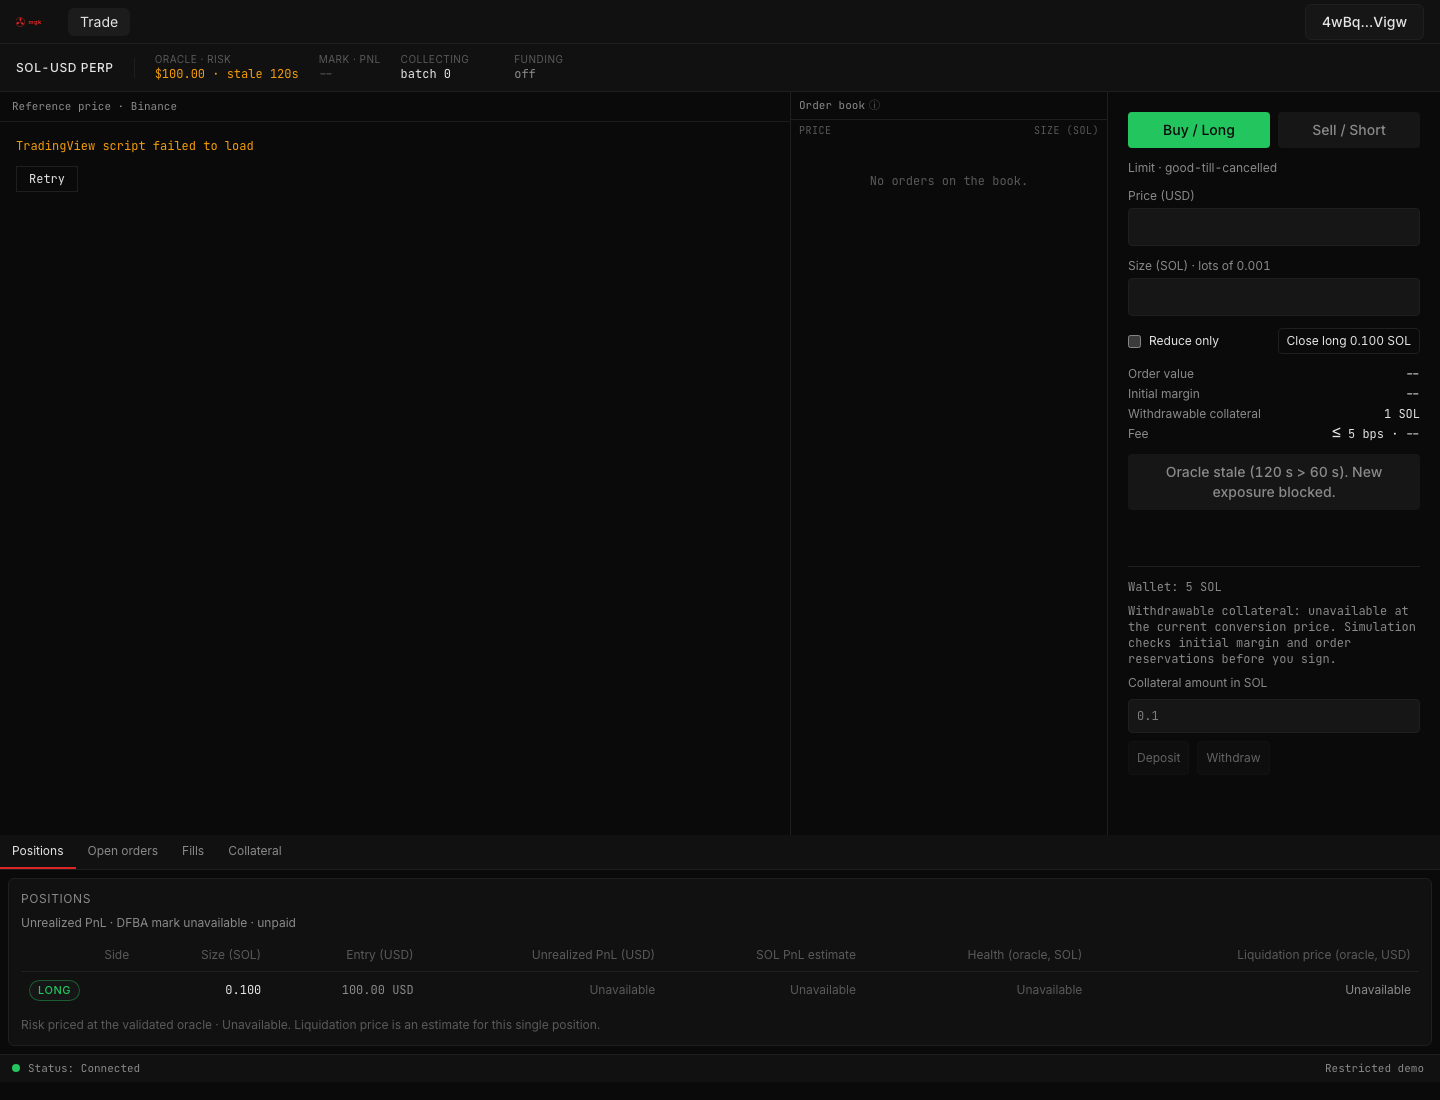 mgk
Trade
4wBq...Vigw
SOL-USD PERP
ORACLE · RISK
$100.00 · stale 120s
MARK · PNL
--
COLLECTING
batch 0
FUNDING
off
Reference price · Binance
TradingView script failed to load
Retry
Order book ⓘ
PRICE
SIZE (SOL)
No orders on the book.
Buy / Long
Sell / Short
Limit · good-till-cancelled
Price (USD)
Size (SOL) · lots of 0.001
Reduce only
Close long 0.100 SOL
Order value --
Initial margin --
Withdrawable collateral 1 SOL
Fee ≤ 5 bps · --
Oracle stale (120 s > 60 s). New
exposure blocked.
Wallet: 5 SOL
Withdrawable collateral: unavailable at
the current conversion price. Simulation
checks initial margin and order
reservations before you sign.
Collateral amount in SOL
0.1
Deposit
Withdraw
Positions
Open orders
Fills
Collateral
POSITIONS
Unrealized PnL · DFBA mark unavailable · unpaid
Side Size (SOL) Entry (USD) Unrealized PnL (USD) SOL PnL estimate Health (oracle, SOL) Liquidation price (oracle, USD)
LONG 0.100 100.00 USD Unavailable Unavailable Unavailable Unavailable
Risk priced at the validated oracle · Unavailable. Liquidation price is an estimate for this single position.
Status: Connected
Restricted demo